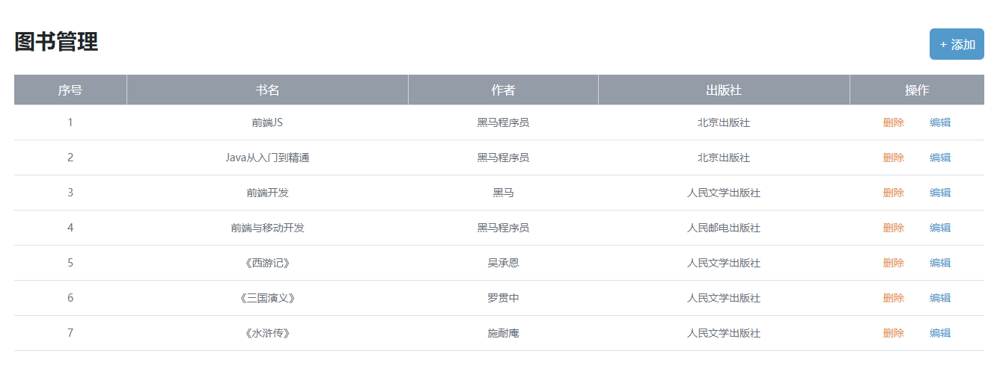 图书管理
+ 添加
序号 书名 作者 出版社 操作
1 前端JS 黑马程序员 北京出版社 删除 编辑
2 Java从入门到精通 黑马程序员 北京出版社 删除 编辑
3 前端开发 黑马 人民文学出版社 删除 编辑
4 前端与移动开发 黑马程序员 人民邮电出版社 删除 编辑
5 《西游记》 吴承恩 人民文学出版社 删除 编辑
6 《三国演义》 罗贯中 人民文学出版社 删除 编辑
7 《水浒传》 施耐庵 人民文学出版社 删除 编辑